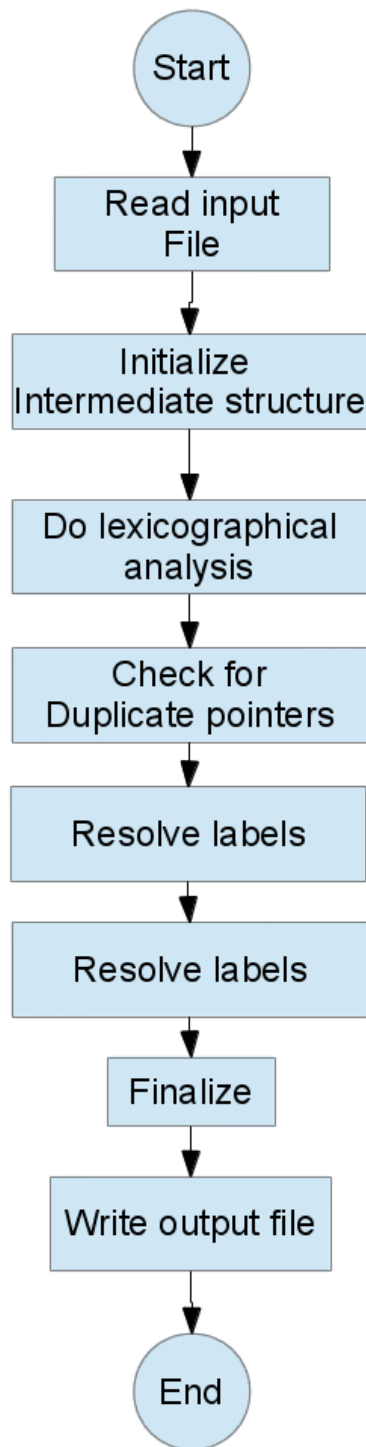 Start
Read input
File
Initialize
Intermediate structure
Do lexicographical
analysis
Check for
Duplicate pointers
Resolve labels
Resolve labels
Finalize
Write output file
End